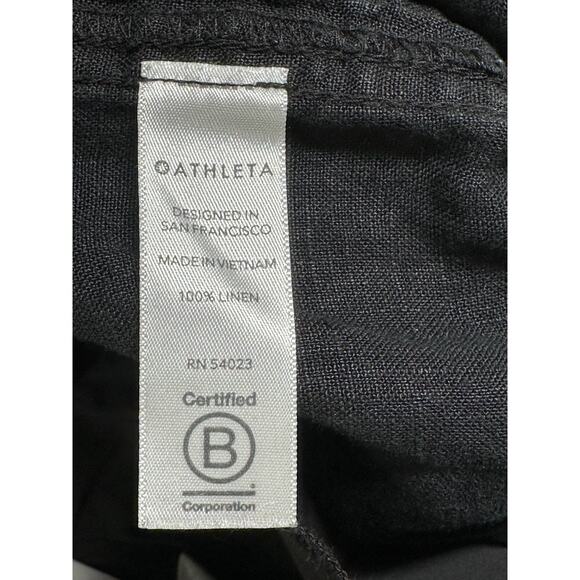 ATHLETA
DESIGNED IN
SAN FRANCISCO
MADE IN VIETNAM
100% LINEN
RN 54023
Certified
B
Corporation